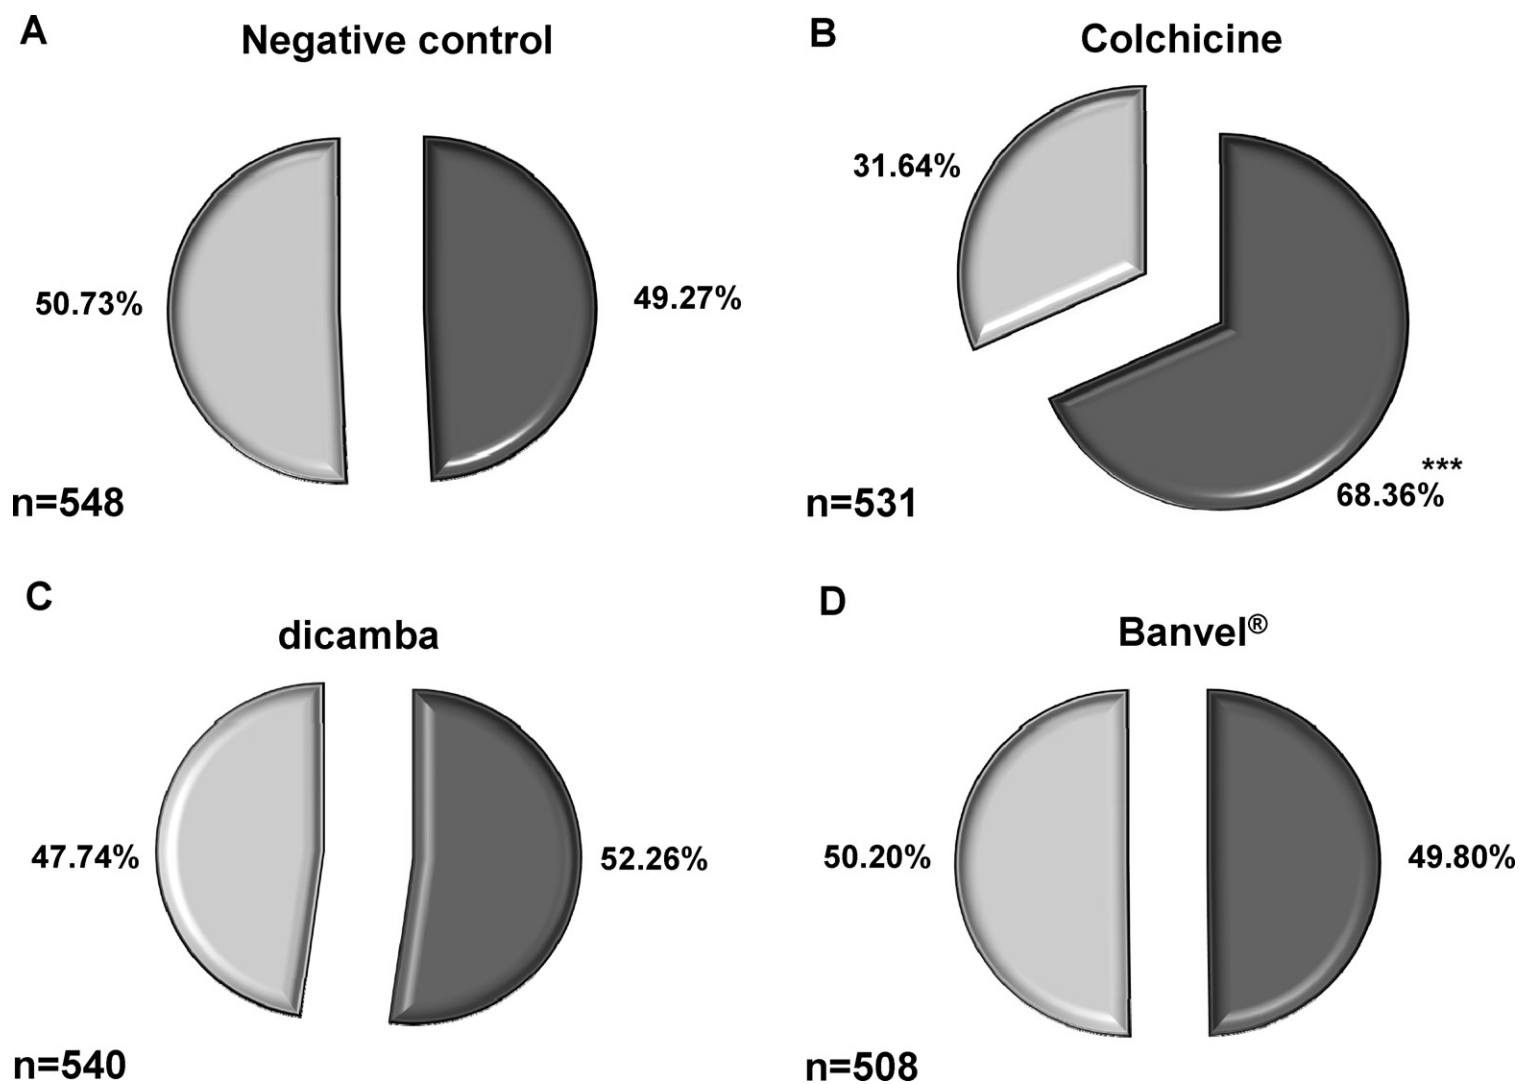 A
Negative control
50.73%
49.27%
n=548
B
Colchicine
31.64%
***
68.36%
n=531
C
dicamba
47.74%
52.26%
n=540
D
Banvel®
50.20%
49.80%
n=508